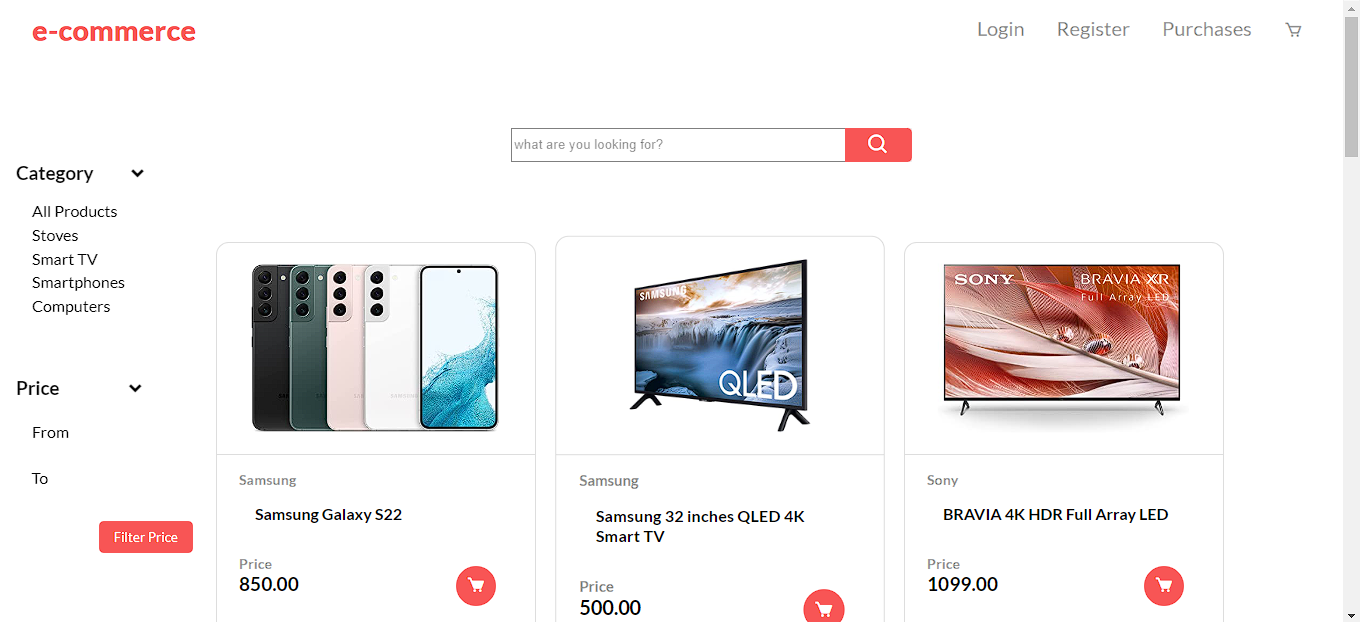 e-commerce
Login
Register
Purchases
what are you looking for?
Category
All Products
Stoves
Smart TV
Smartphones
Computers
Price
From
To
Filter Price
Samsung
Samsung Galaxy S22
Price
850.00
SAMSUNG
QLED
Samsung
Samsung 32 inches QLED 4K
Smart TV
Price
500.00
SONY
BRAVIA XR
Full Array LED
Sony
BRAVIA 4K HDR Full Array LED
Price
1099.00